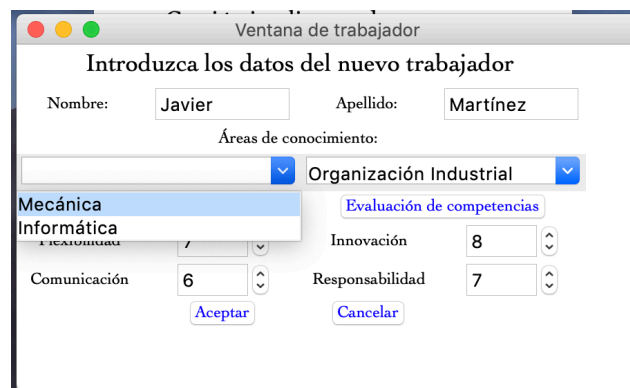 Ventana de trabajador
Introduzca los datos del nuevo trabajador
Nombre: Javier Apellido: Martínez
Áreas de conocimiento:
Organización Industrial
Mecánica
Evaluación de competencias
Informática
Flexibilidad 7 Innovación 8
Comunicación 6 Responsabilidad 7
Aceptar Cancelar